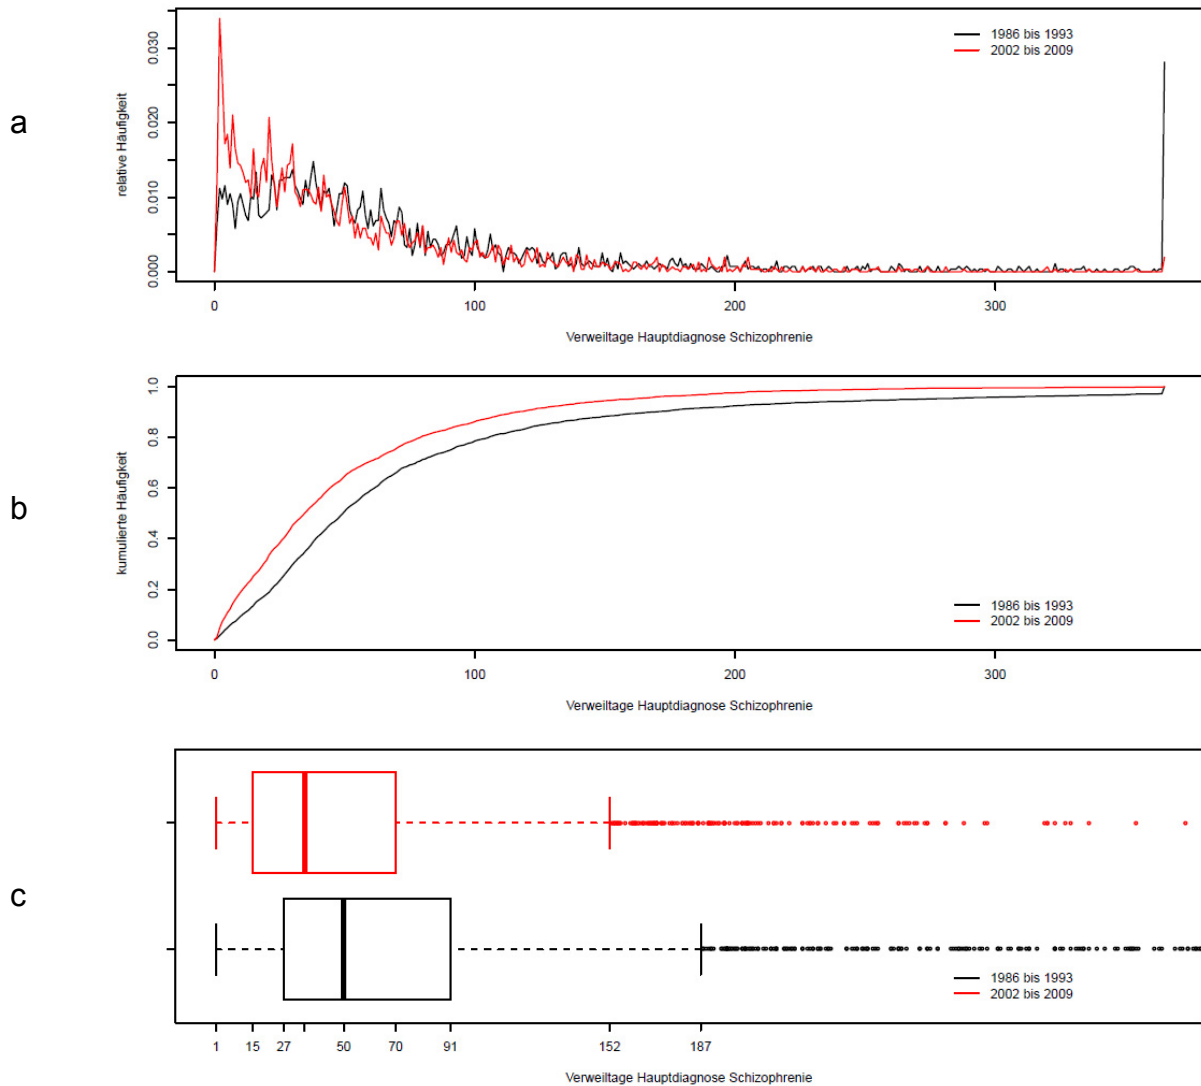 a
relative Häufigkeit
0.000
0.010
0.020
0.030
1986 bis 1993
2002 bis 2009
0 100 200 300
Verweiltage Hauptdiagnose Schizophrenie
b
kumulierte Häufigkeit
0.0
0.2
0.4
0.6
0.8
1.0
1986 bis 1993
2002 bis 2009
0 100 200 300
Verweiltage Hauptdiagnose Schizophrenie
c
1986 bis 1993
2002 bis 2009
1 15 27 50 70 91 152 187
Verweiltage Hauptdiagnose Schizophrenie